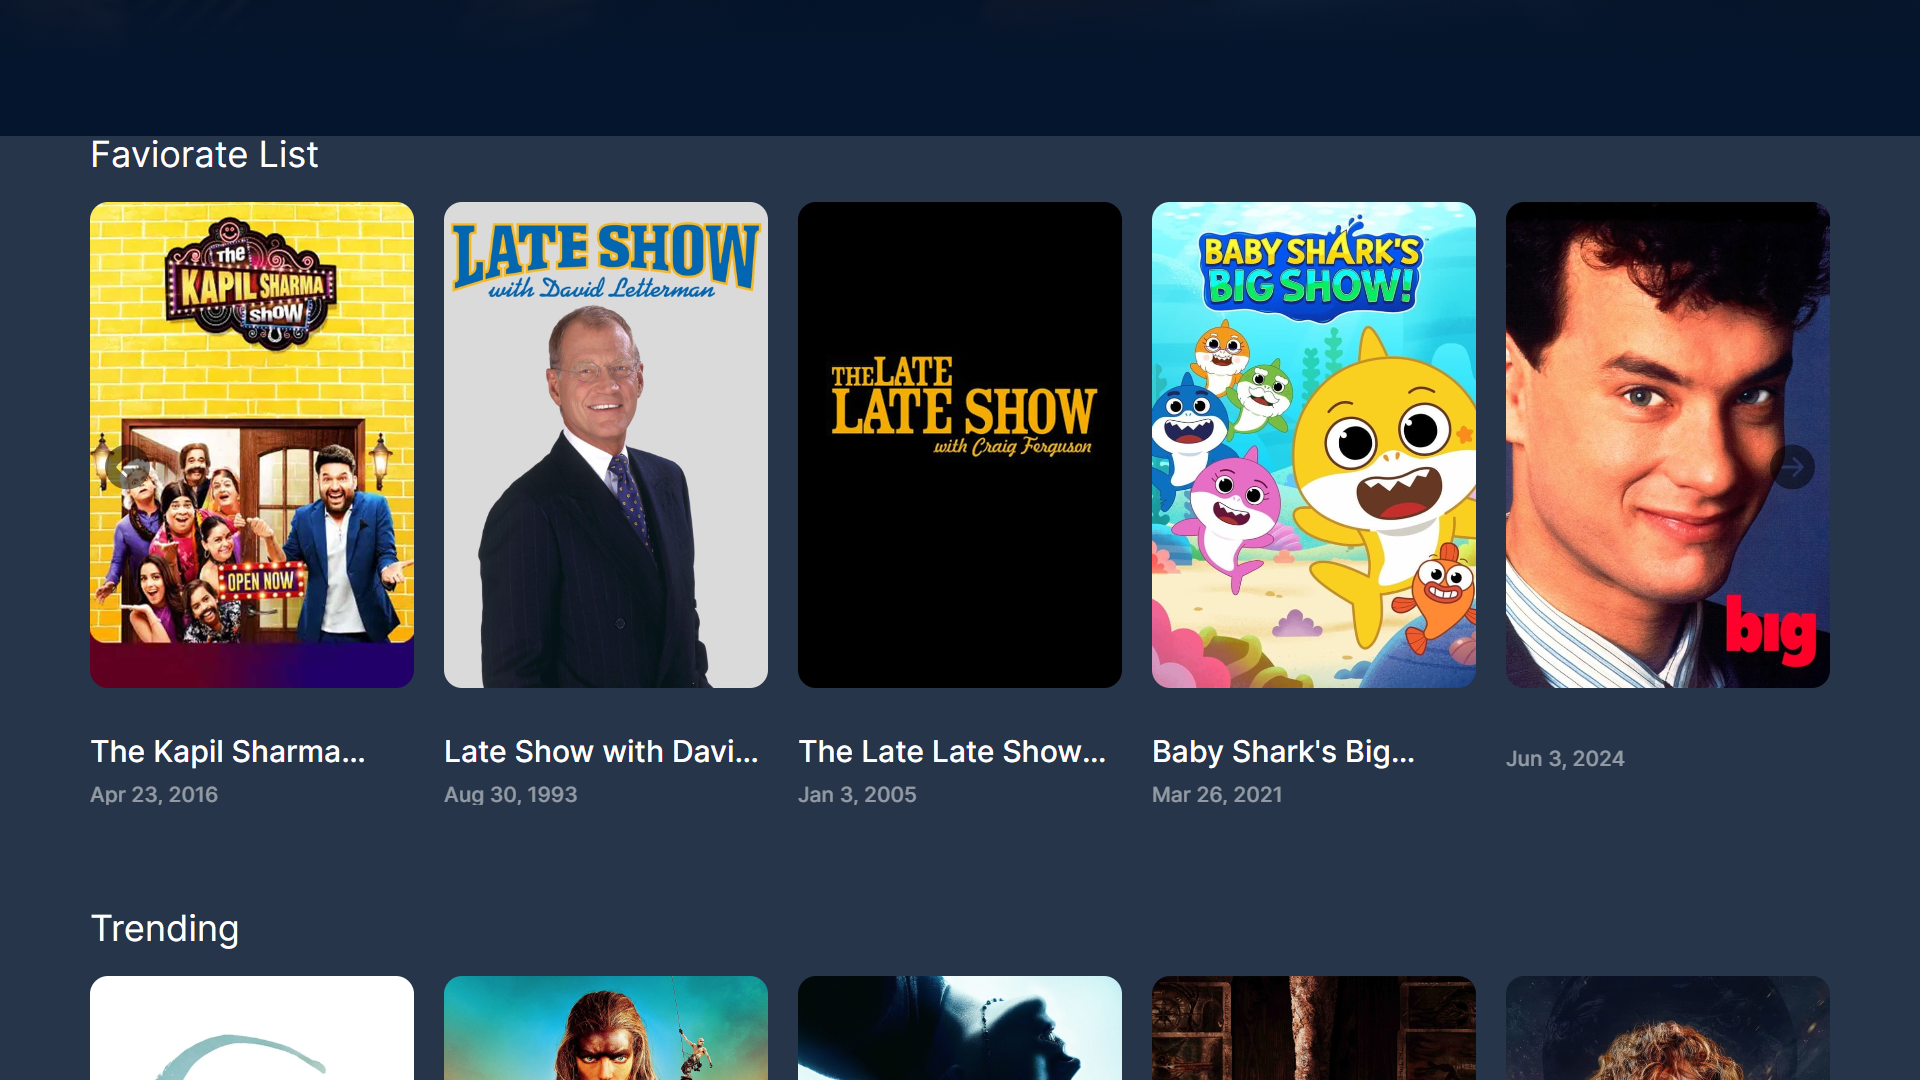 Faviorate List
The
KAPIL SHARMA
Show
OPEN NOW
LATE SHOW
with David Letterman
THE LATE
LATE SHOW
with Craig Ferguson
BABY SHARK'S
BIG SHOW!
big
The Kapil Sharma...
Late Show with Davi...
The Late Late Show...
Baby Shark's Big...
Apr 23, 2016
Aug 30, 1993
Jan 3, 2005
Mar 26, 2021
Jun 3, 2024
Trending